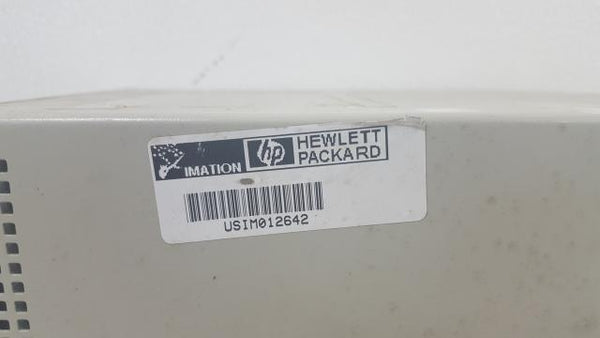 IMATION hp HEWLETT
PACKARD
USIM012642